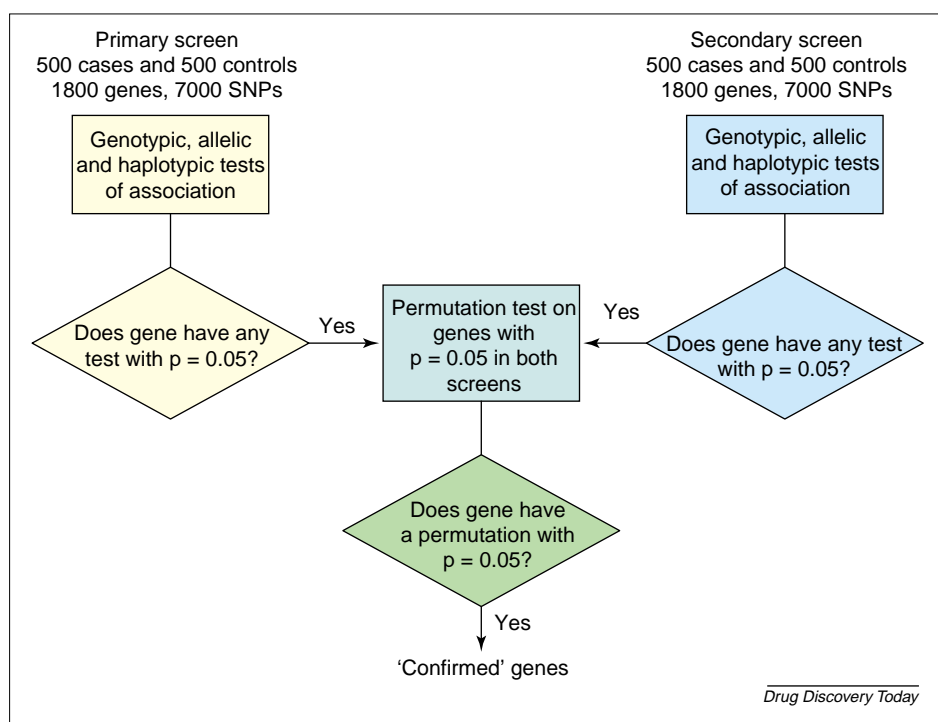 Primary screen
500 cases and 500 controls
1800 genes, 7000 SNPs
Genotypic, allelic
and haplotypic tests
of association
Does gene have any
test with p = 0.05?
Yes
Secondary screen
500 cases and 500 controls
1800 genes, 7000 SNPs
Genotypic, allelic
and haplotypic tests
of association
Does gene have any test
with p = 0.05?
Yes
Permutation test on
genes with
p = 0.05 in both
screens
Does gene have
a permutation with
p = 0.05?
Yes
‘Confirmed’ genes
Drug Discovery Today